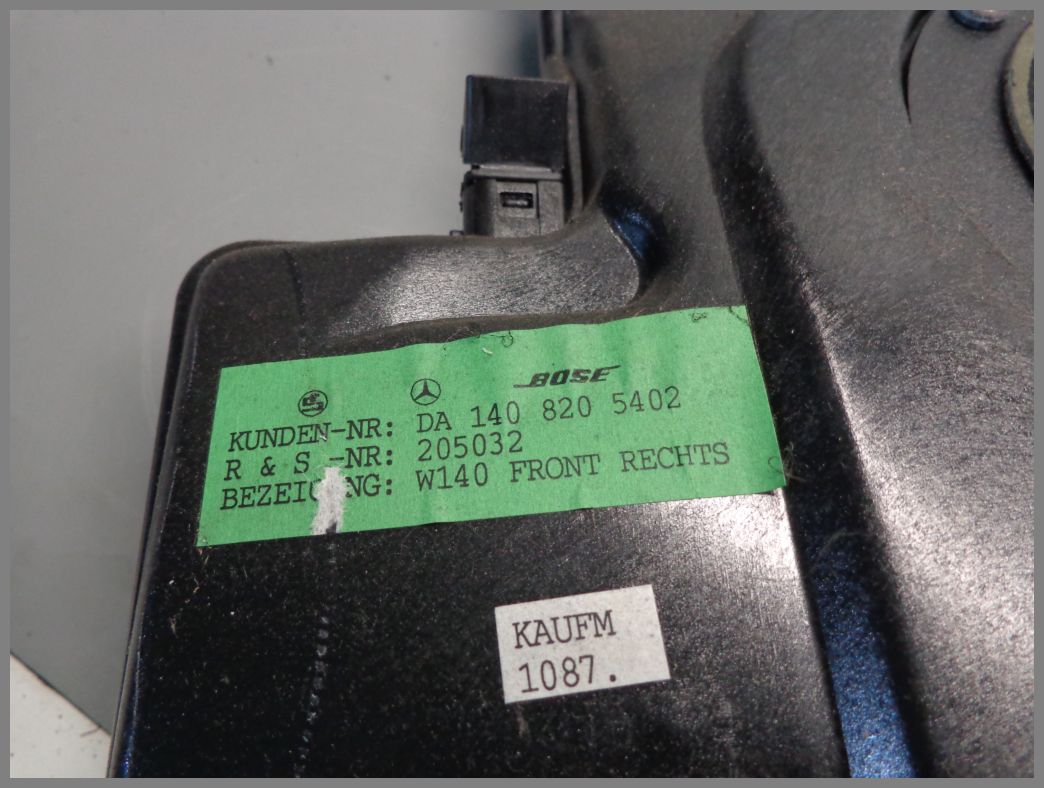 BOSE
KUNDEN-NR: DA 140 820 5402
R & S -NR: 205032
W140 FRONT RECHTS
KAUFM
1087.